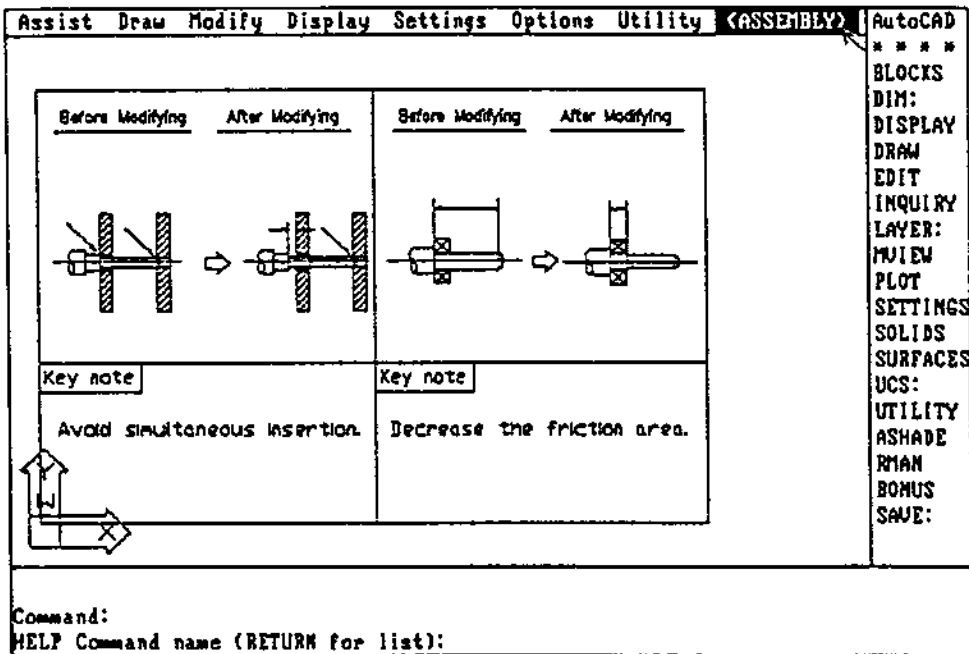 Assist Draw Modify Display Settings Options Utility <ASSEMBLY>
AutoCAD
* * * *
BLOCKS
DIM:
DISPLAY
DRAW
EDIT
INQUIRY
LAYER:
MVIEW
PLOT
SETTINGS
SOLIDS
SURFACES
UCS:
UTILITY
ASHADE
RMAN
BONUS
SAVE:
Before Modifying After Modifying
Before Modifying After Modifying
Key note
Avoid simultaneous insertion.
Key note
Decrease the friction area.
Y
W
X
Command:
HELP Command name (RETURN for list):